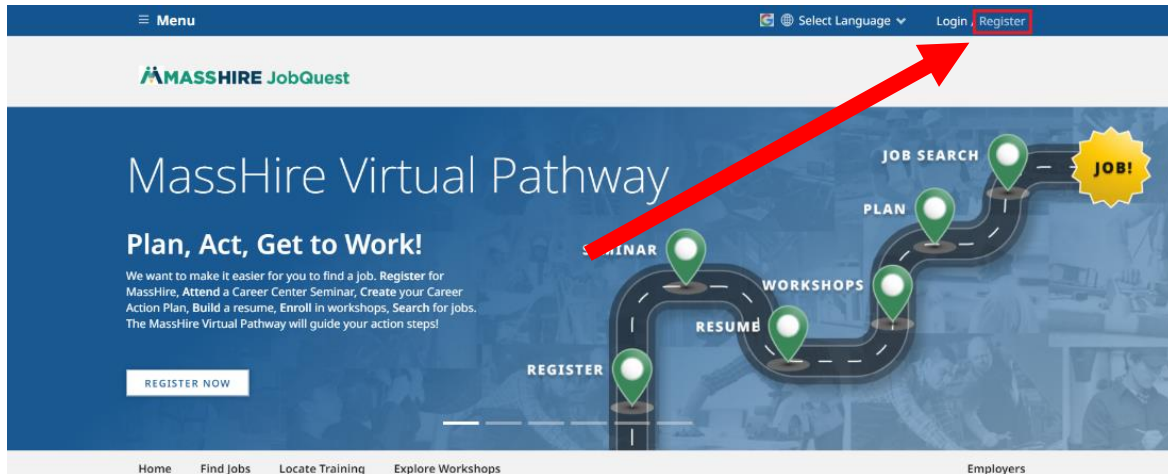 Menu
Select Language
Login / Register
MASSHIRE JobQuest
MassHire Virtual Pathway
Plan, Act, Get to Work!
We want to make it easier for you to find a job. Register for
MassHire, Attend a Career Center Seminar, Create your Career
Action Plan, Build a resume, Enroll in workshops, Search for jobs.
The MassHire Virtual Pathway will guide your action steps!
REGISTER NOW
JOB SEARCH
JOB!
PLAN
SEMINAR
WORKSHOPS
RESUME
REGISTER
Home Find Jobs Locate Training Explore Workshops Employers